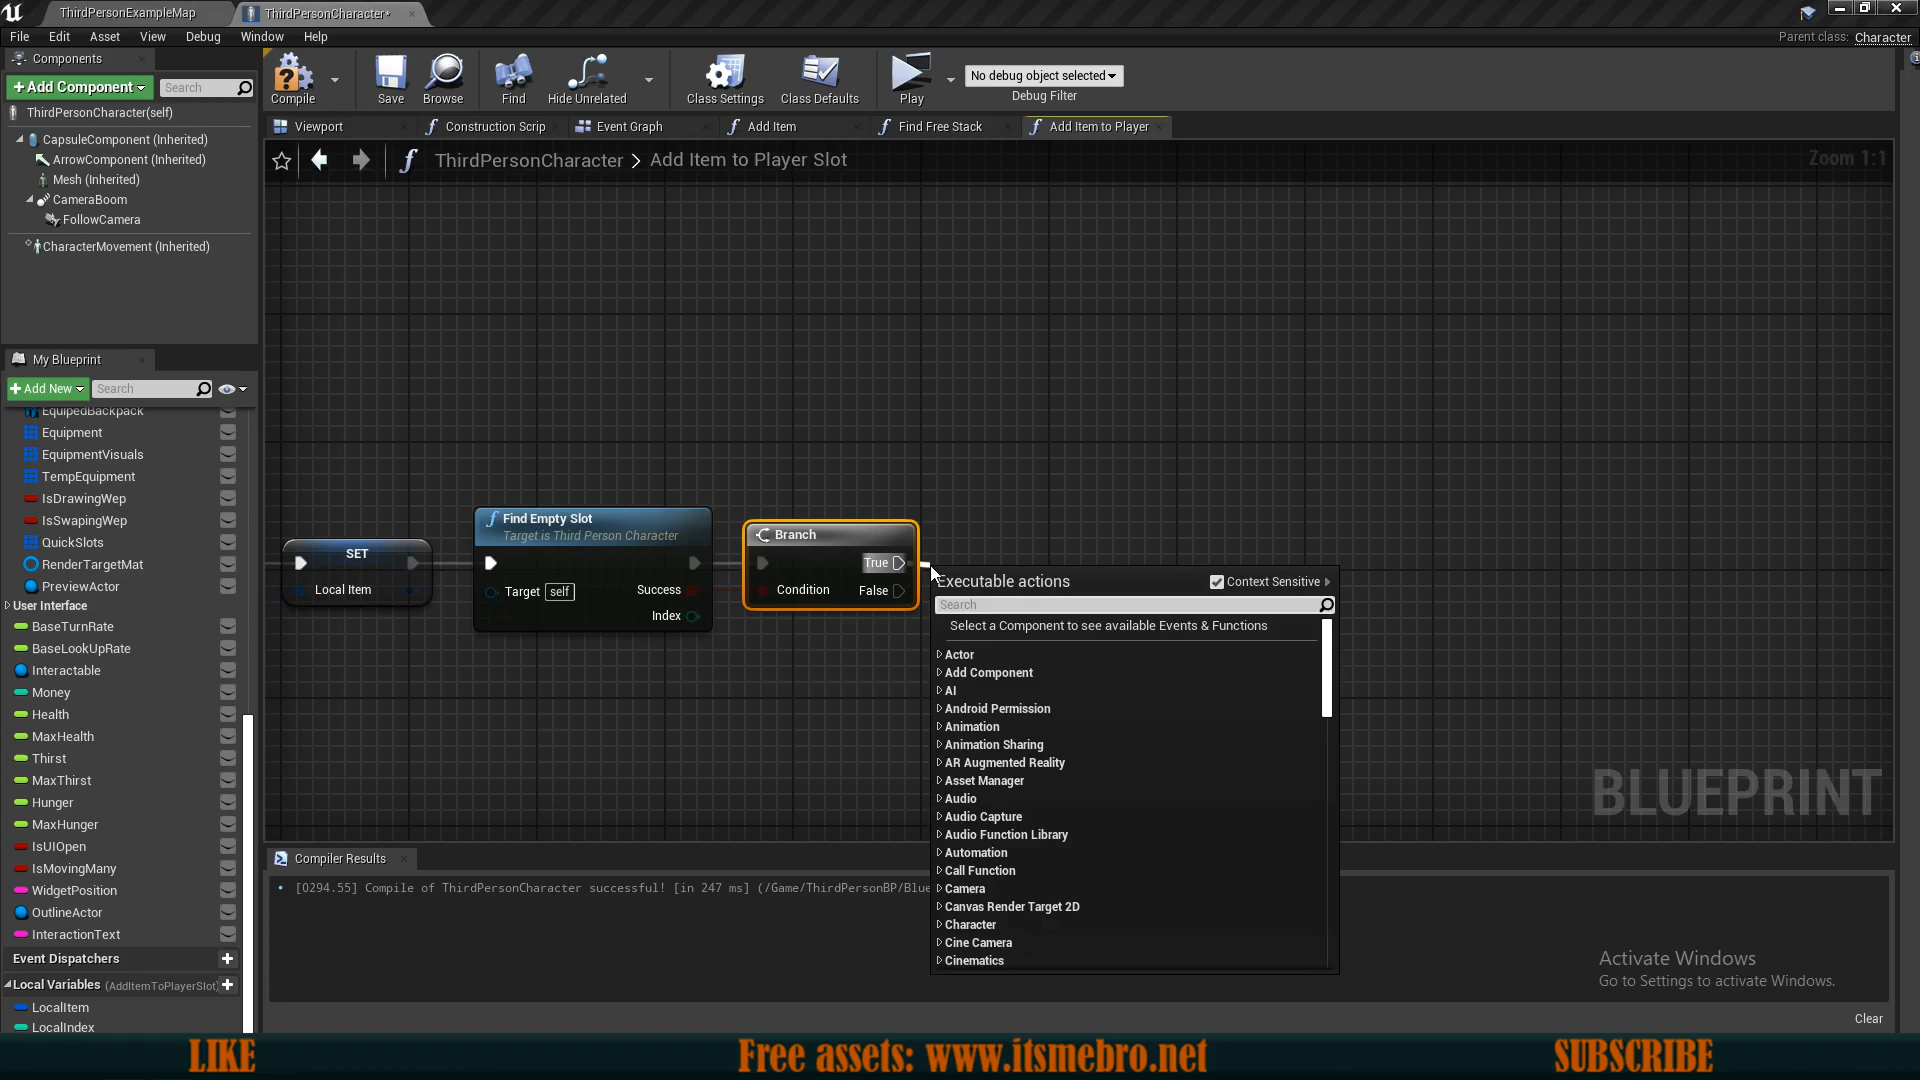 ThirdPersonExampleMap
ThirdPersonCharacter*
File Edit Asset View Debug Window Help
Parent class: Character
Components
+Add Component
Search
ThirdPersonCharacter(self)
CapsuleComponent (Inherited)
ArrowComponent (Inherited)
Mesh (Inherited)
CameraBoom
FollowCamera
CharacterMovement (Inherited)
Compile
Save
Browse
Find
Hide Unrelated
Class Settings
Class Defaults
Play
No debug object selected
Debug Filter
Viewport
Construction Scrip
Event Graph
Add Item
Find Free Stack
Add Item to Player
ThirdPersonCharacter > Add Item to Player Slot
Zoom 1:1
My Blueprint
+Add New
Search
EquipedBackpack
Equipment
EquipmentVisuals
TempEquipment
IsDrawingWep
IsSwapingWep
QuickSlots
RenderTargetMat
PreviewActor
User Interface
BaseTurnRate
BaseLookUpRate
Interactable
Money
Health
MaxHealth
Thirst
MaxThirst
Hunger
MaxHunger
IsUIOpen
IsMovingMany
WidgetPosition
OutlineActor
InteractionText
Event Dispatchers
Local Variables (AddItemToPlayerSlot)
LocalItem
LocalIndex
SET
Local Item
Find Empty Slot
Target is Third Person Character
Target self
Success
Index
Branch
True
Condition
False
Executable actions
Context Sensitive
Search
Select a Component to see available Events & Functions
Actor
Add Component
AI
Android Permission
Animation
Animation Sharing
AR Augmented Reality
Asset Manager
Audio
Audio Capture
Audio Function Library
Automation
Call Function
Camera
Canvas Render Target 2D
Character
Cine Camera
Cinematics
BLUEPRINT
Compiler Results
[0294.55] Compile of ThirdPersonCharacter successful! [in 247 ms] (/Game/ThirdPersonBP/Blue
Activate Windows
Go to Settings to activate Windows.
Clear
LIKE
Free assets: www.itsmebro.net
SUBSCRIBE